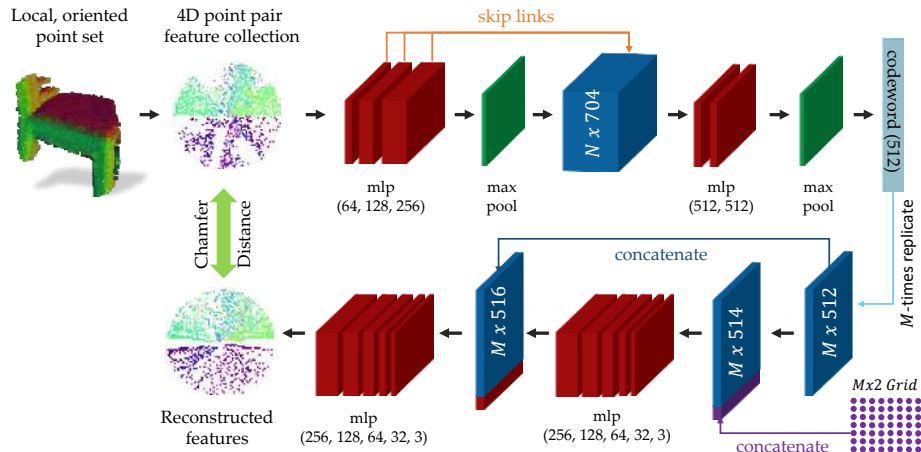 Local, oriented
point set
4D point pair
feature collection
skip links
N x 704
codeword (512)
mlp
(64, 128, 256)
max
pool
mlp
(512, 512)
max
pool
Chamfer
Distance
M-times replicate
concatenate
M x 516
M x 514
M x 512
Mx2 Grid
Reconstructed
features
mlp
(256, 128, 64, 32, 3)
mlp
(256, 128, 64, 32, 3)
concatenate